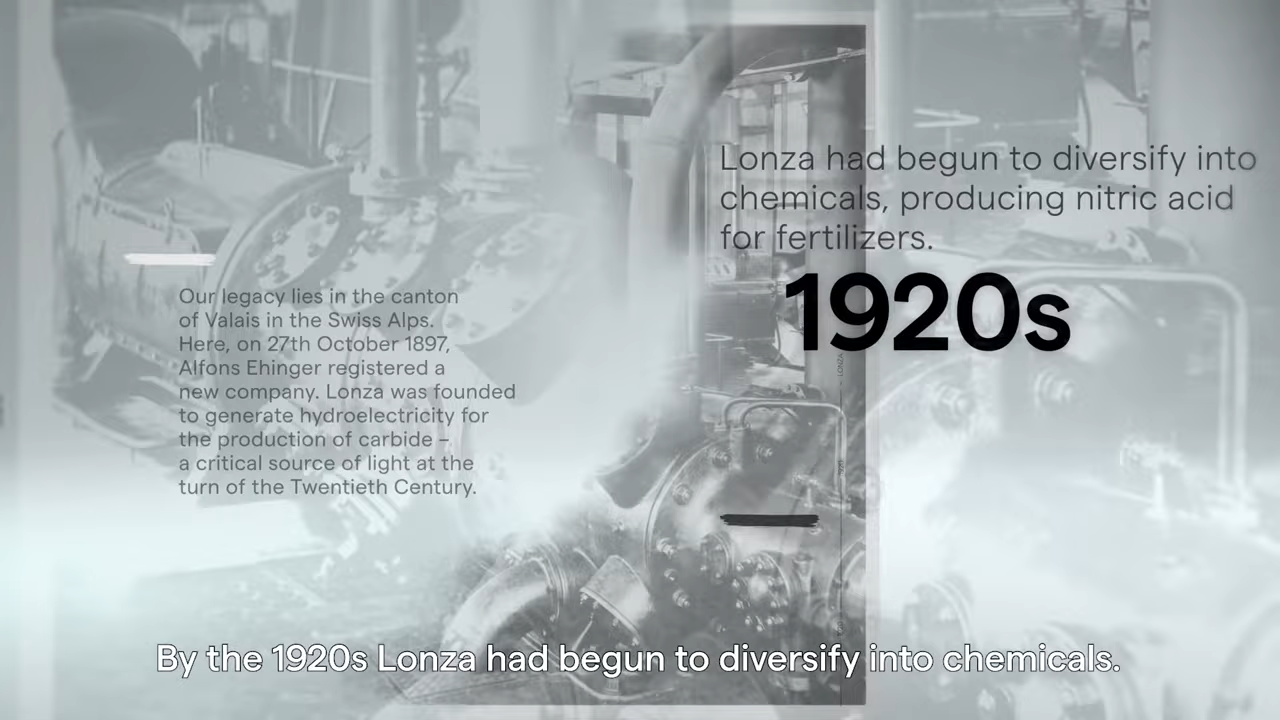 Lonza had begun to diversify into
chemicals, producing nitric acid
for fertilizers.
1920s
Our legacy lies in the canton
of Valais in the Swiss Alps.
Here, on 27th October 1897,
Alfons Ehinger registered a
new company. Lonza was founded
to generate hydroelectricity for
the production of carbide –
a critical source of light at the
turn of the Twentieth Century.
LONZA
By the 1920s Lonza had begun to diversify into chemicals.